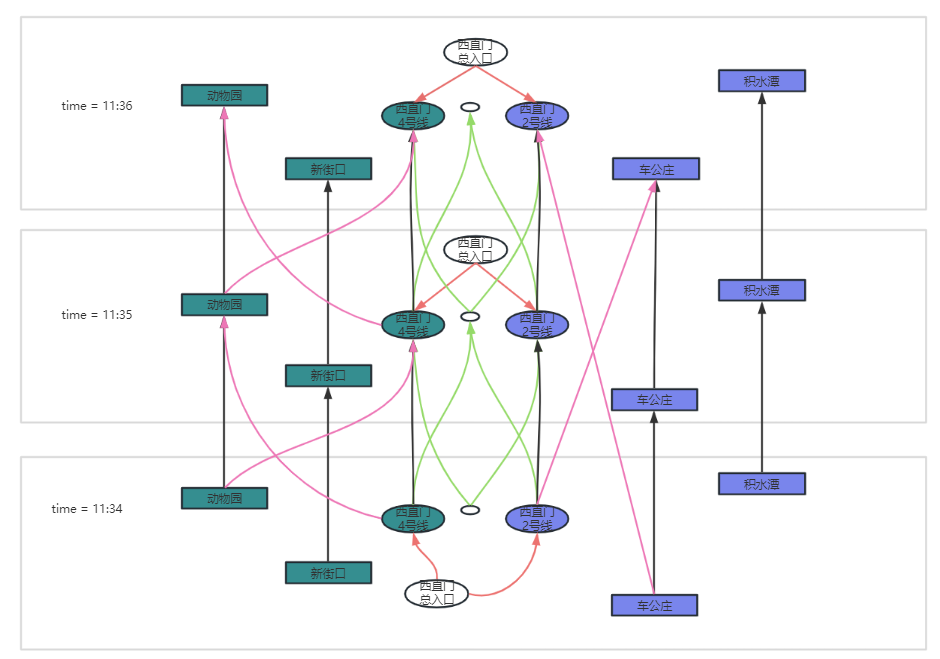 西直门
总入口
积水潭
动物园
time = 11:36
西直门
4号线
西直门
2号线
新街口
车公庄
西直门
总入口
积水潭
动物园
time = 11:35
西直门
4号线
西直门
2号线
新街口
车公庄
积水潭
动物园
time = 11:34
西直门
4号线
西直门
2号线
新街口
西直门
总入口
车公庄